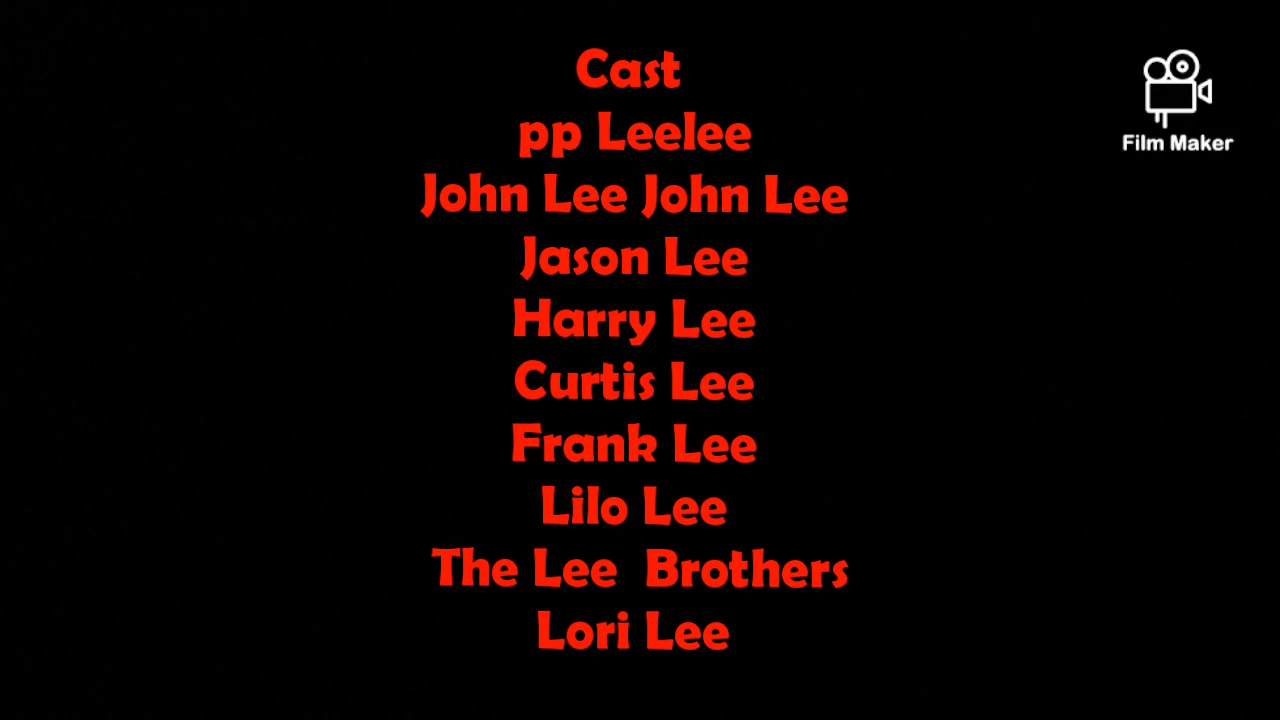 Cast
pp Leelee
John Lee John Lee
Jason Lee
Harry Lee
Curtis Lee
Frank Lee
Lilo Lee
The Lee  Brothers
Lori Lee
Film Maker